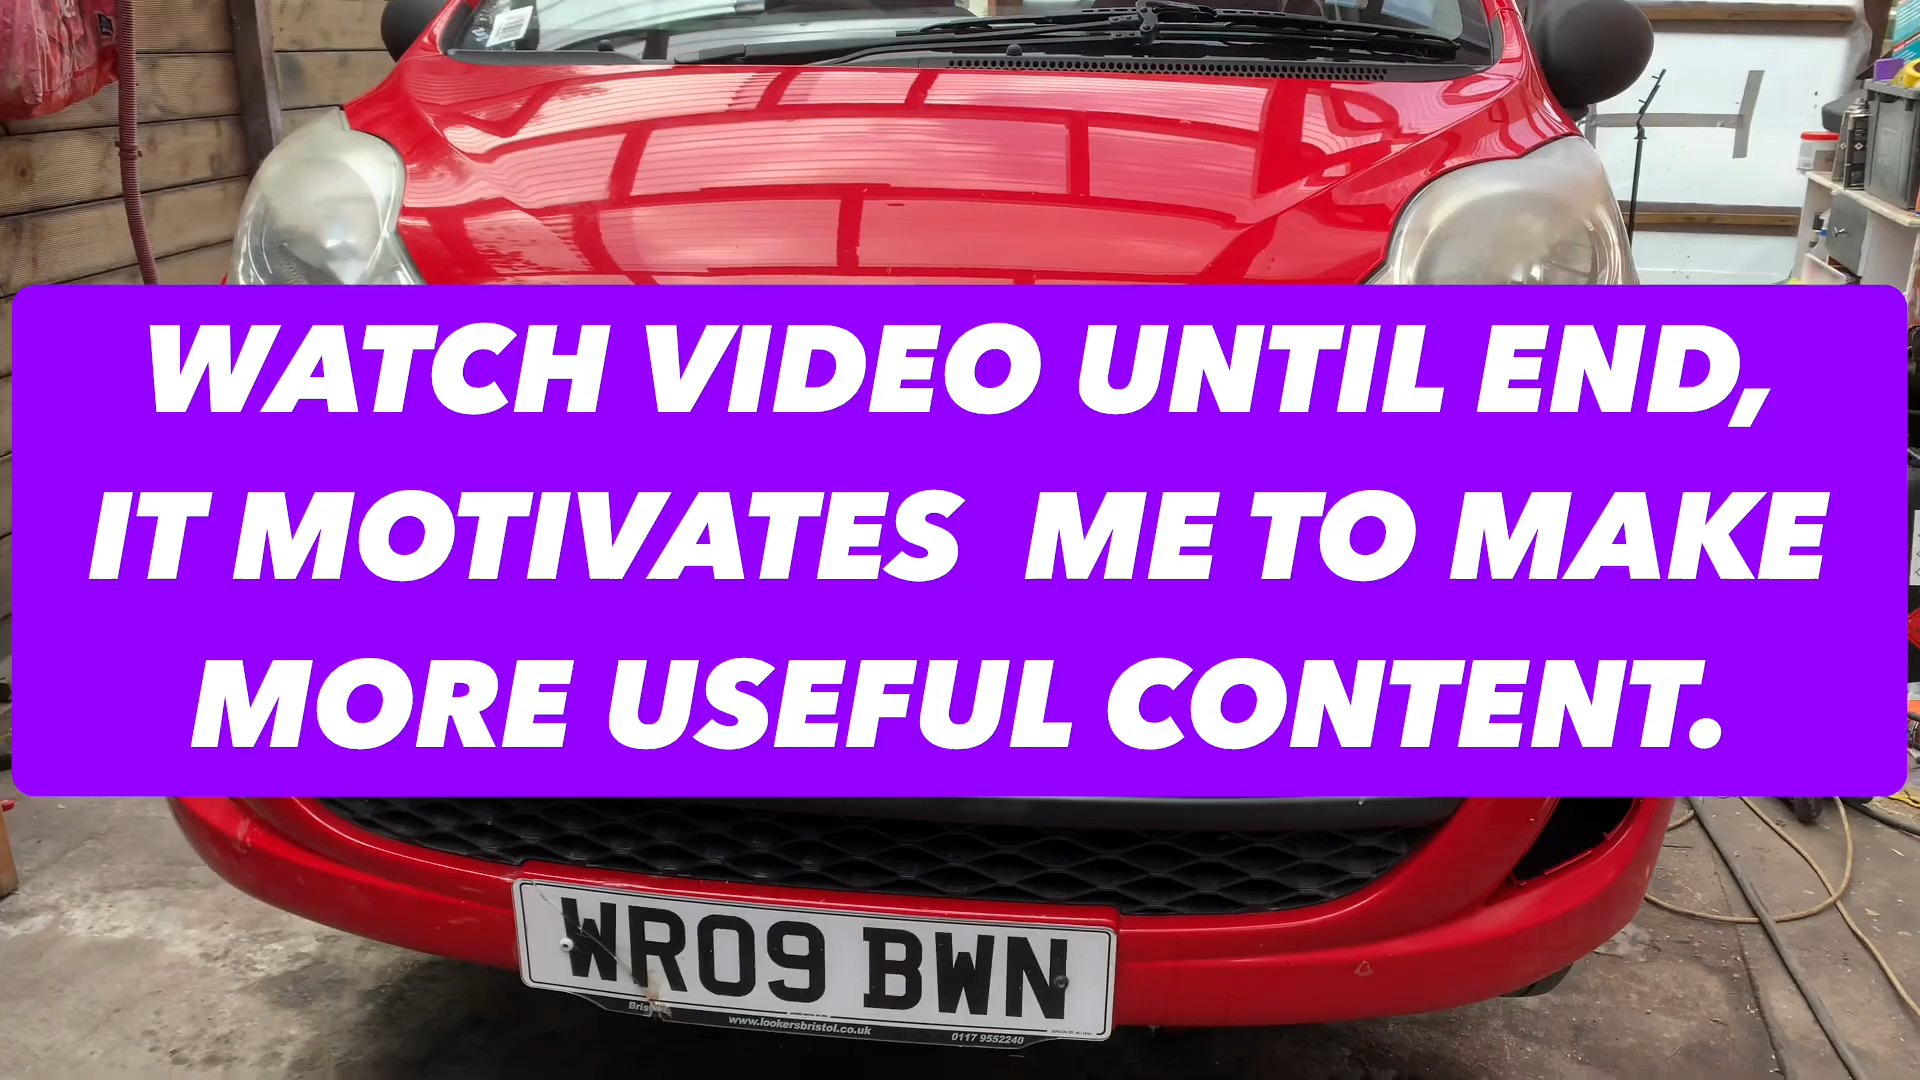 WATCH VIDEO UNTIL END,
IT MOTIVATES ME TO MAKE
MORE USEFUL CONTENT.
WR09 BWN
www.lookersbristol.co.uk
0117 9552240